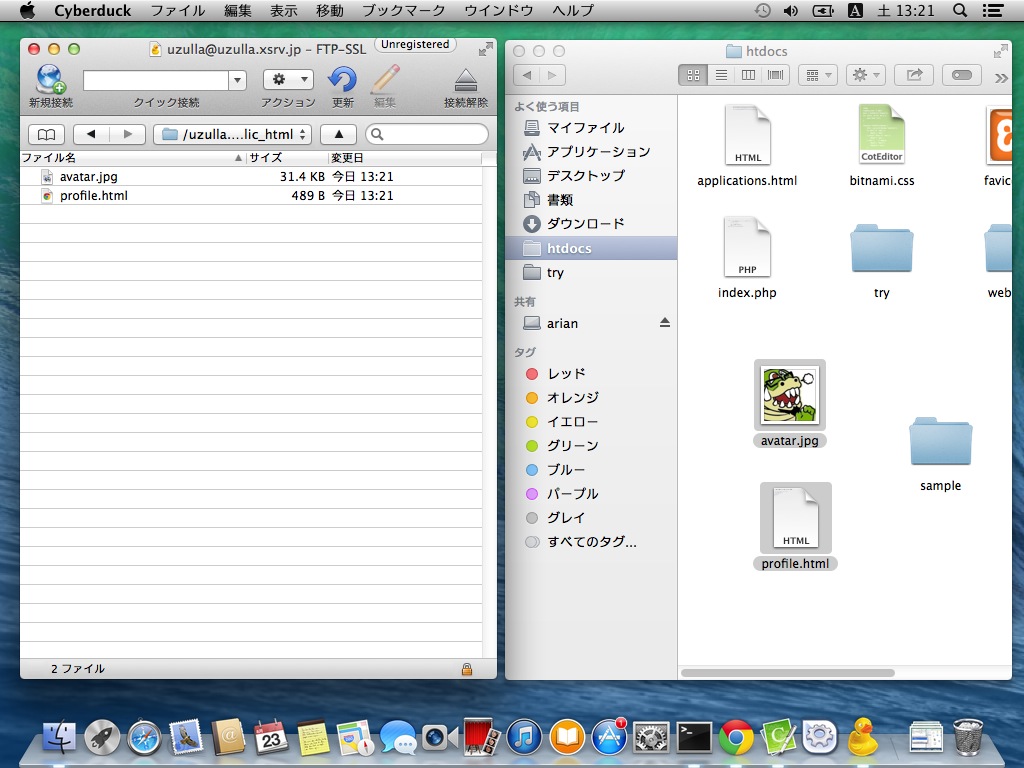 Cyberduck ファイル 編集 表示 移動 ブックマーク ウインドウ ヘルプ A 土 13:21
uzulla@uzulla.xsrv.jp – FTP-SSL Unregistered
新規接続 クイック接続 アクション 更新 編集 接続解除
/uzulla....lic_html
ファイル名 サイズ 変更日
avatar.jpg 31.4 KB 今日 13:21
profile.html 489 B 今日 13:21
2 ファイル
htdocs
よく使う項目
マイファイル
アプリケーション
デスクトップ
書類
ダウンロード
htdocs
try
共有
arian
タグ
レッド
オレンジ
イエロー
グリーン
ブルー
パープル
グレイ
すべてのタグ...
HTML CotEditor
applications.html bitnami.css favic
PHP
index.php try web
avatar.jpg
sample
HTML
profile.html
23
1